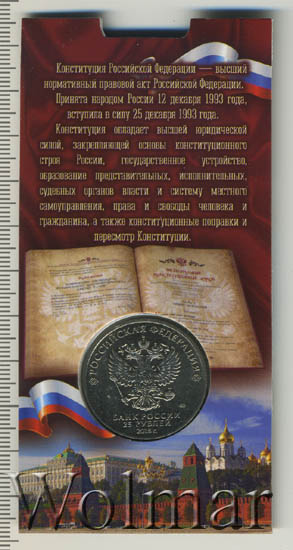 Конституция Российской Федерации — высший
нормативный правовой акт Российской Федерации.
Принята народом России 12 декабря 1993 года,
вступила в силу 25 декабря 1993 года.
Конституция обладает высшей юридической
силой, закрепляющей основы конституционного
строя России, государственное устройство,
образование представительных, исполнительных,
судебных органов власти и систему местного
самоуправления, права и свободы человека и
гражданина, а также конституционные поправки и
пересмотр Конституции.
РОССИЙСКАЯ ФЕДЕРАЦИЯ
БАНК РОССИИ
25 РУБЛЕЙ
2018 г.
Wolmar